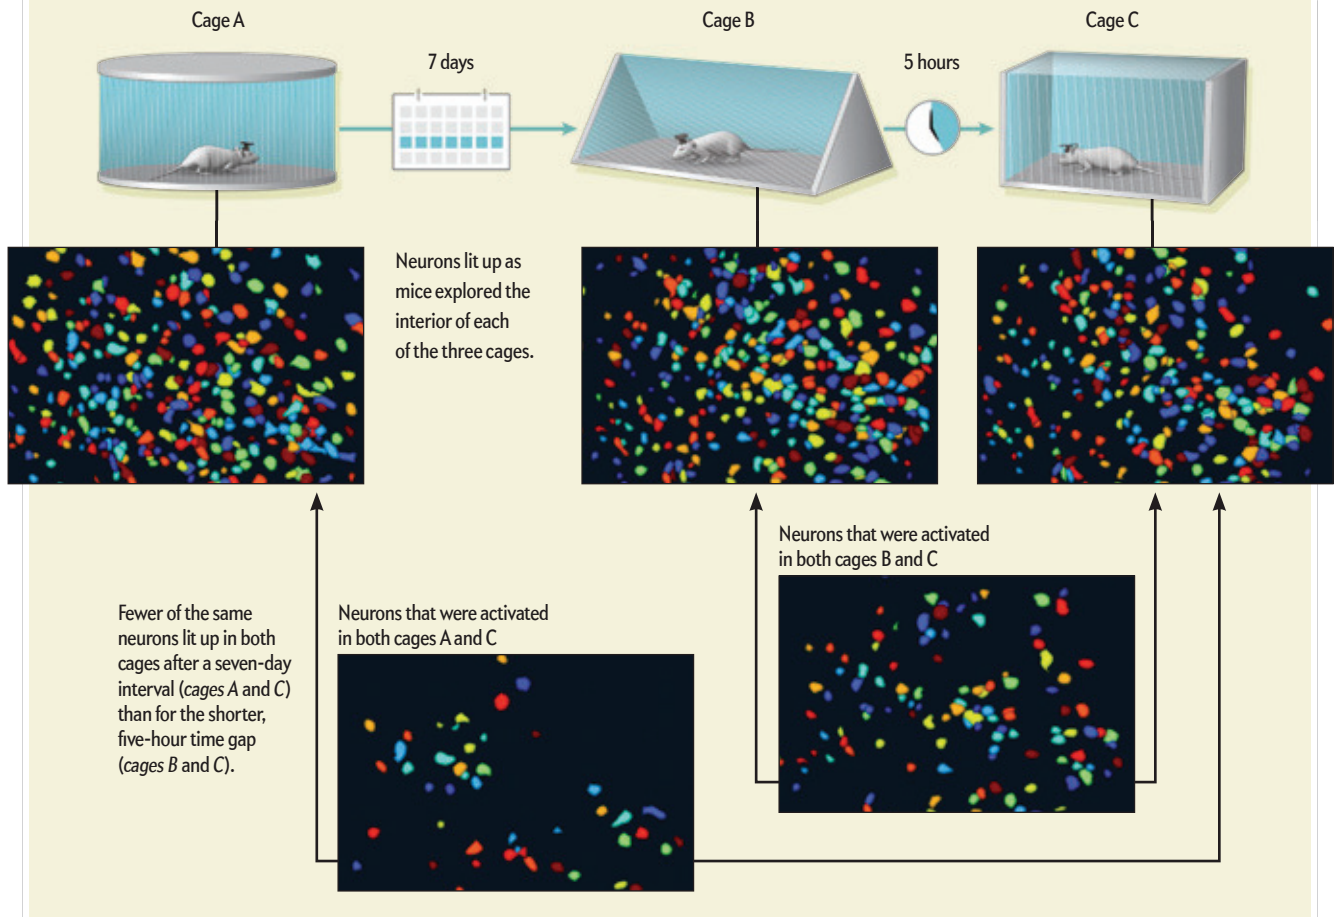 Cage A
Cage B
Cage C
7 days
5 hours
Neurons lit up as
mice explored the
interior of each
of the three cages.
Neurons that were activated
in both cages B and C
Fewer of the same
neurons lit up in both
cages after a seven-day
interval (cages A and C)
than for the shorter,
five-hour time gap
(cages B and C).
Neurons that were activated
in both cages A and C